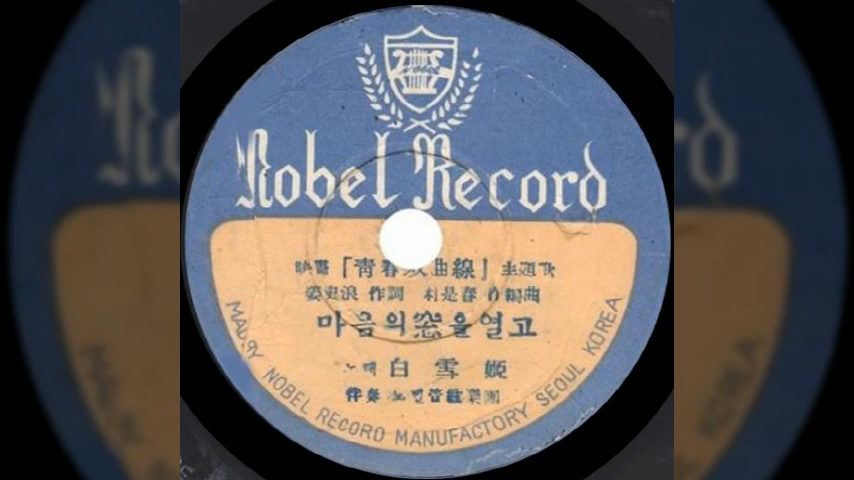 Nobel Record
映畵「青春双曲線」主題歌
姜史浪 作詞 朴是春 作編曲
마음의 窓을 열고
노래 白雪姬
伴奏 노벨管絃樂團
MADE BY NOBEL RECORD MANUFACTORY SEOUL KOREA